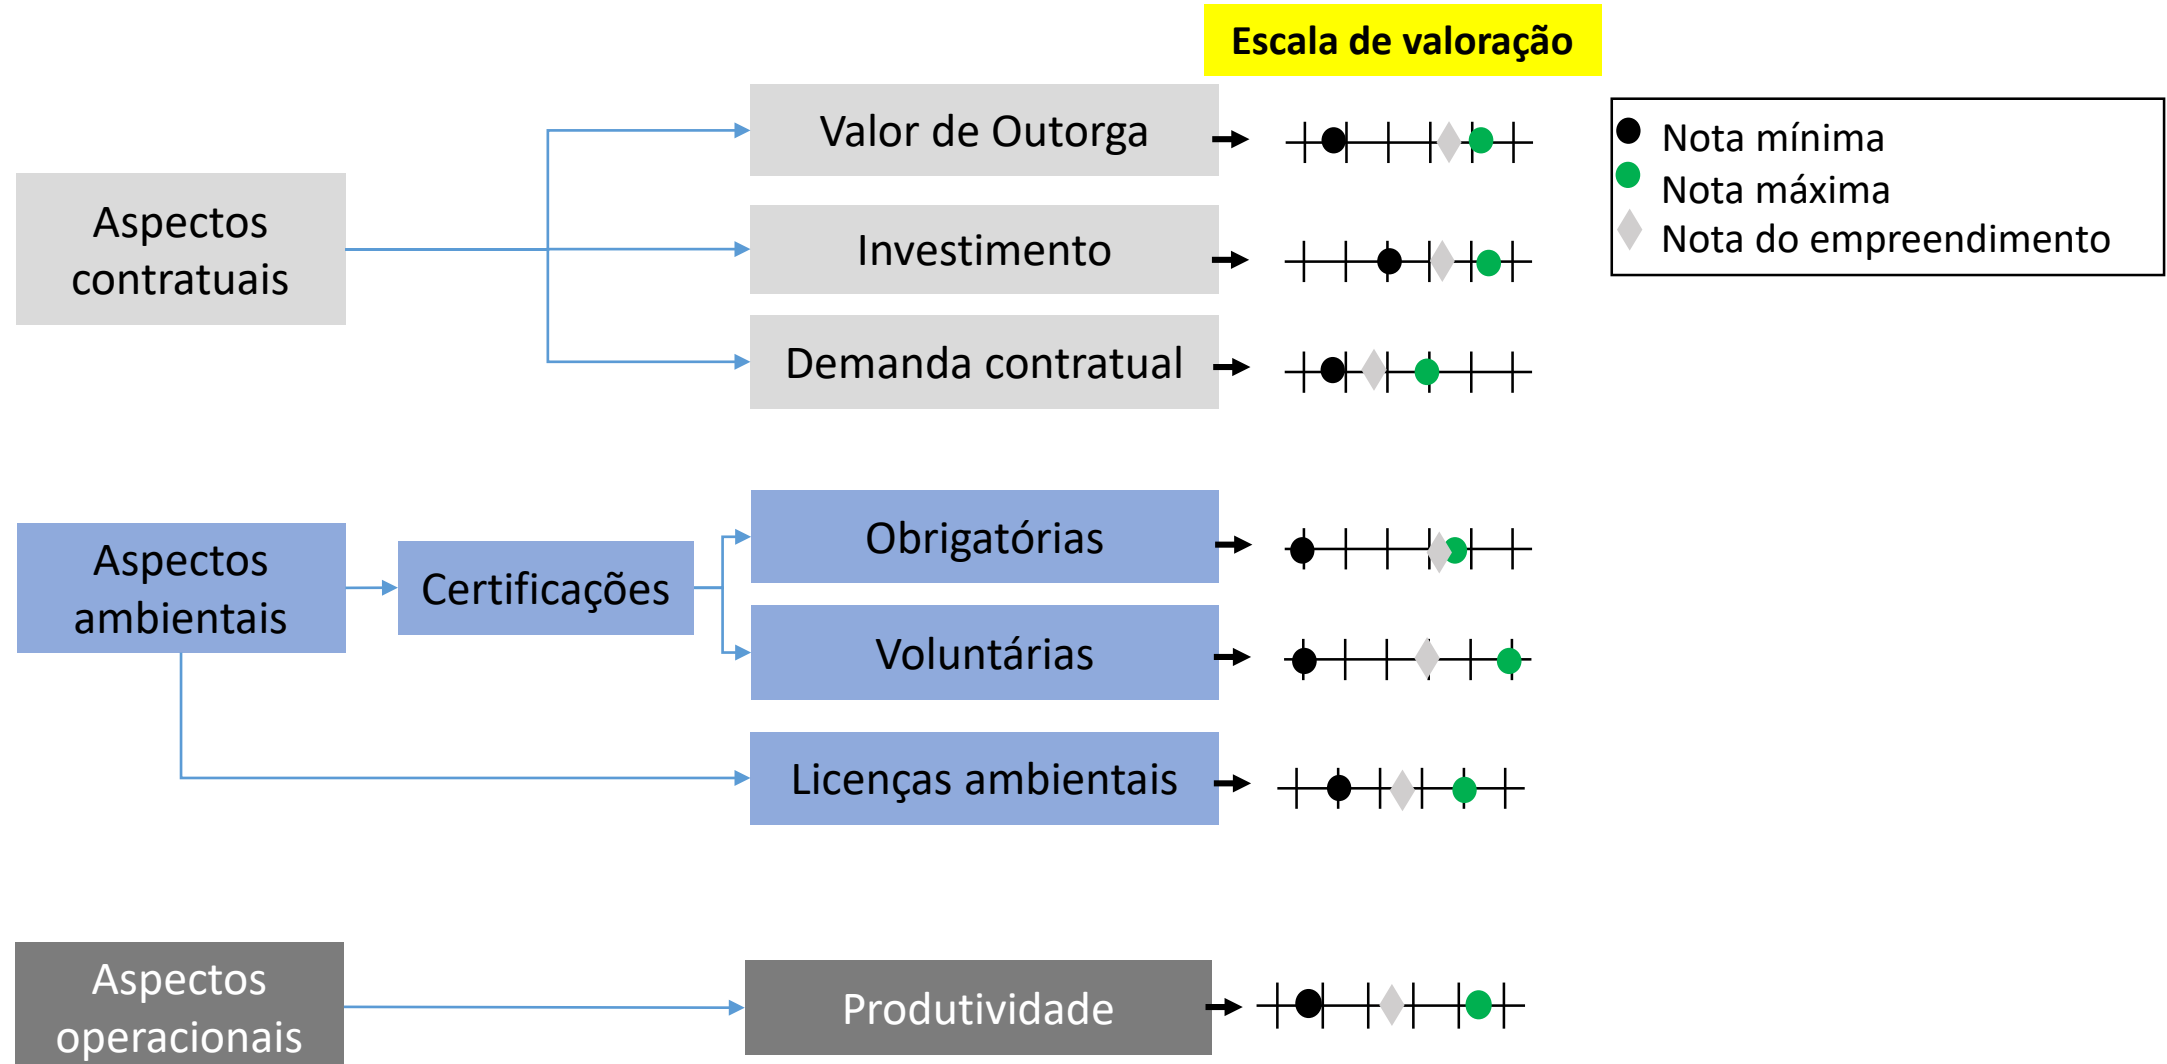 Escala de valoração
Valor de Outorga
Nota mínima
Nota máxima
Nota do empreendimento
Aspectos
contratuais
Investimento
Demanda contratual
Obrigatórias
Aspectos
ambientais
Certificações
Voluntárias
Licenças ambientais
Aspectos
operacionais
Produtividade